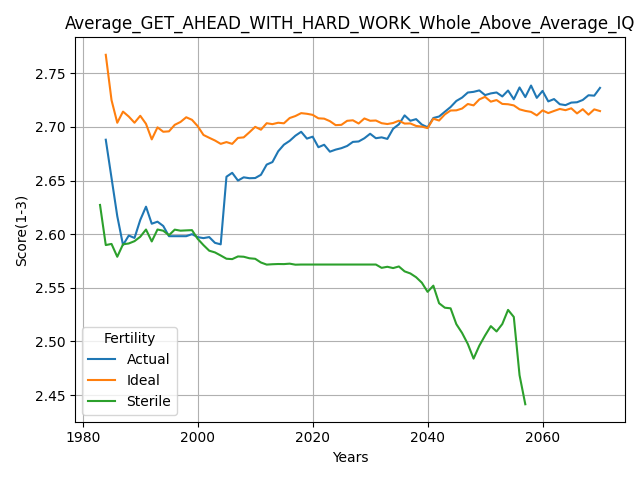 Average_GET_AHEAD_WITH_HARD_WORK_Whole_Above_Average_IQ
Score(1-3)
2.75
2.70
2.65
2.60
2.55
2.50
2.45
Fertility
Actual
Ideal
Sterile
1980 2000 2020 2040 2060
Years